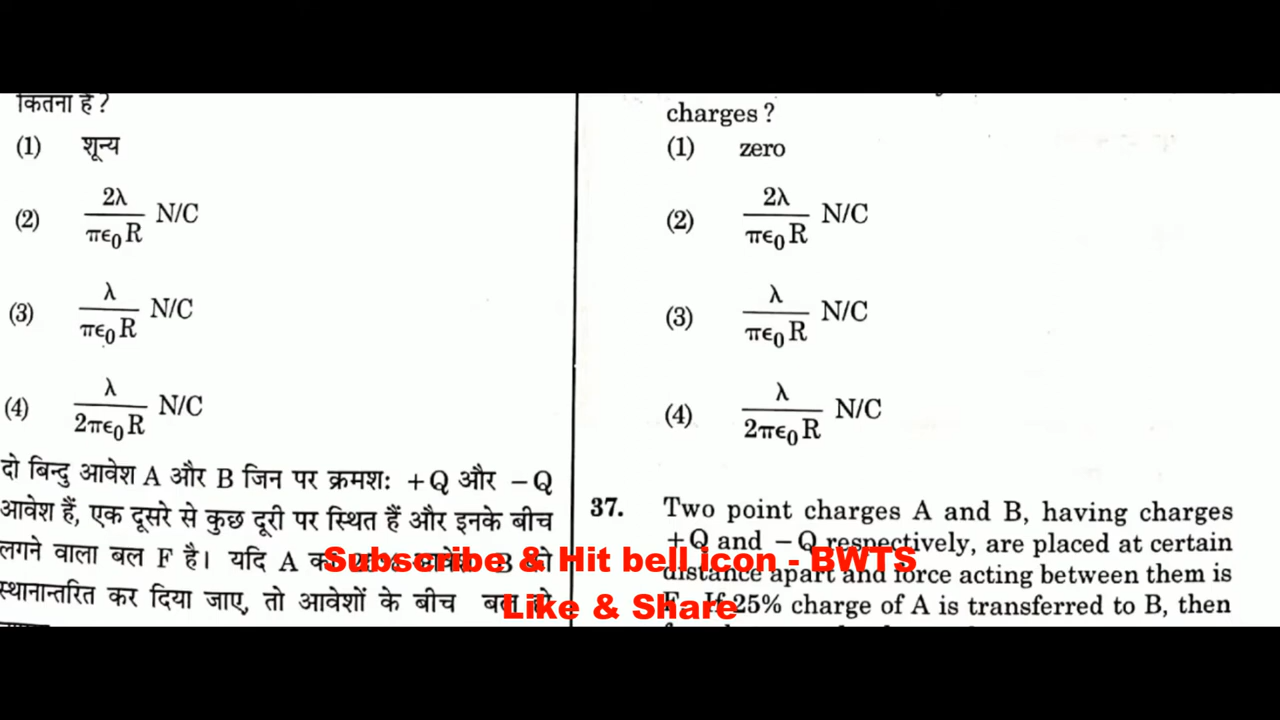 कितना है ?
(1) शून्य
(2) 2λ / πϵ₀R N/C
(3) λ / πϵ₀R N/C
(4) λ / 2πϵ₀R N/C
दो बिन्दु आवेश A और B जिन पर क्रमशः +Q और −Q
आवेश हैं, एक दूसरे से कुछ दूरी पर स्थित हैं और इनके बीच
लगने वाला बल F है। यदि A का
स्थानान्तरित कर दिया जाए, तो आवेशों के बीच बल हो
charges ?
(1) zero
(2) 2λ / πϵ₀R N/C
(3) λ / πϵ₀R N/C
(4) λ / 2πϵ₀R N/C
37. Two point charges A and B, having charges
+Q and −Q respectively, are placed at certain
distance apart and force acting between them is
F. If 25% charge of A is transferred to B, then
Subscribe & Hit bell icon - BWTS
Like & Share